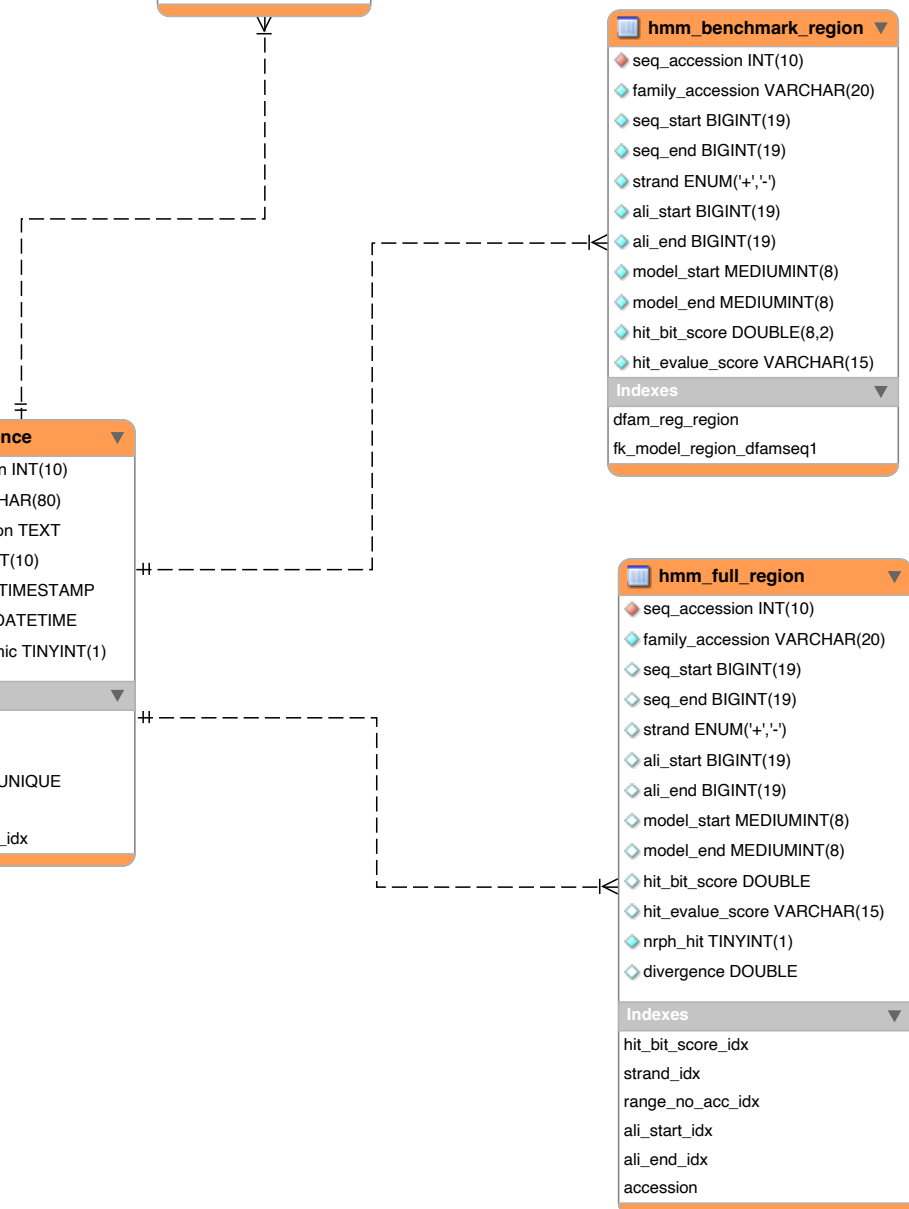 hmm_benchmark_region
seq_accession INT(10)
family_accession VARCHAR(20)
seq_start BIGINT(19)
seq_end BIGINT(19)
strand ENUM('+','-')
ali_start BIGINT(19)
ali_end BIGINT(19)
model_start MEDIUMINT(8)
model_end MEDIUMINT(8)
hit_bit_score DOUBLE(8,2)
hit_evalue_score VARCHAR(15)
Indexes
dfam_reg_region
fk_model_region_dfamseq1
nce
n INT(10)
HAR(80)
on TEXT
T(10)
TIMESTAMP
DATETIME
nic TINYINT(1)
UNIQUE
_idx
hmm_full_region
seq_accession INT(10)
family_accession VARCHAR(20)
seq_start BIGINT(19)
seq_end BIGINT(19)
strand ENUM('+','-')
ali_start BIGINT(19)
ali_end BIGINT(19)
model_start MEDIUMINT(8)
model_end MEDIUMINT(8)
hit_bit_score DOUBLE
hit_evalue_score VARCHAR(15)
nrph_hit TINYINT(1)
divergence DOUBLE
Indexes
hit_bit_score_idx
strand_idx
range_no_acc_idx
ali_start_idx
ali_end_idx
accession